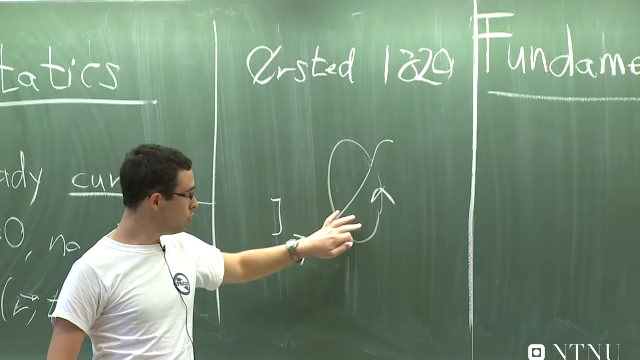 tatics
ady cur
=0, no
Ørsted 1820
]
Fundame
NTNU